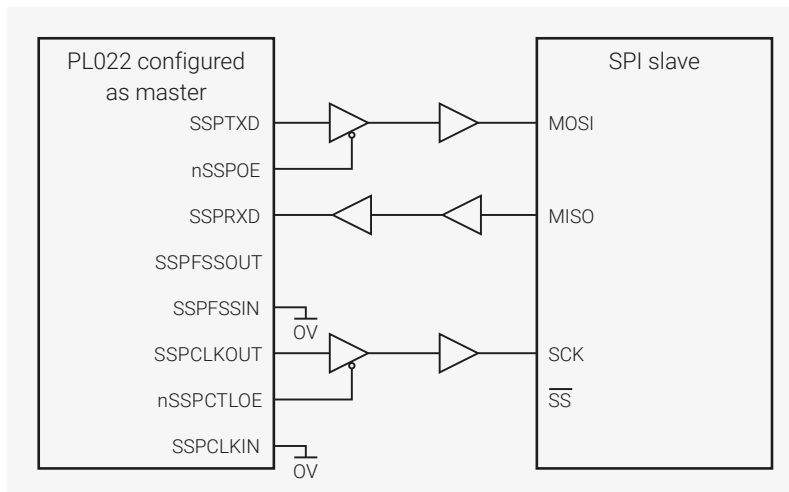 PL022 configured
as master
SPI slave
SSPTXD
MOSI
nSSPOE
SSPRXD
MISO
SSPFSSOUT
SSPFSSIN
0V
SSPCLKOUT
SCK
nSSPCTLOE
SS
SSPCLKIN
0V